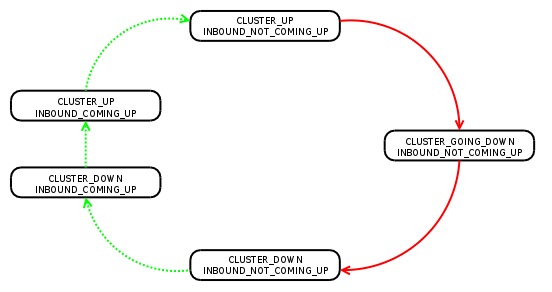 CLUSTER_UP
INBOUND_NOT_COMING_UP
CLUSTER_UP
INBOUND_COMING_UP
CLUSTER_GOING_DOWN
INBOUND_NOT_COMING_UP
CLUSTER_DOWN
INBOUND_COMING_UP
CLUSTER_DOWN
INBOUND_NOT_COMING_UP